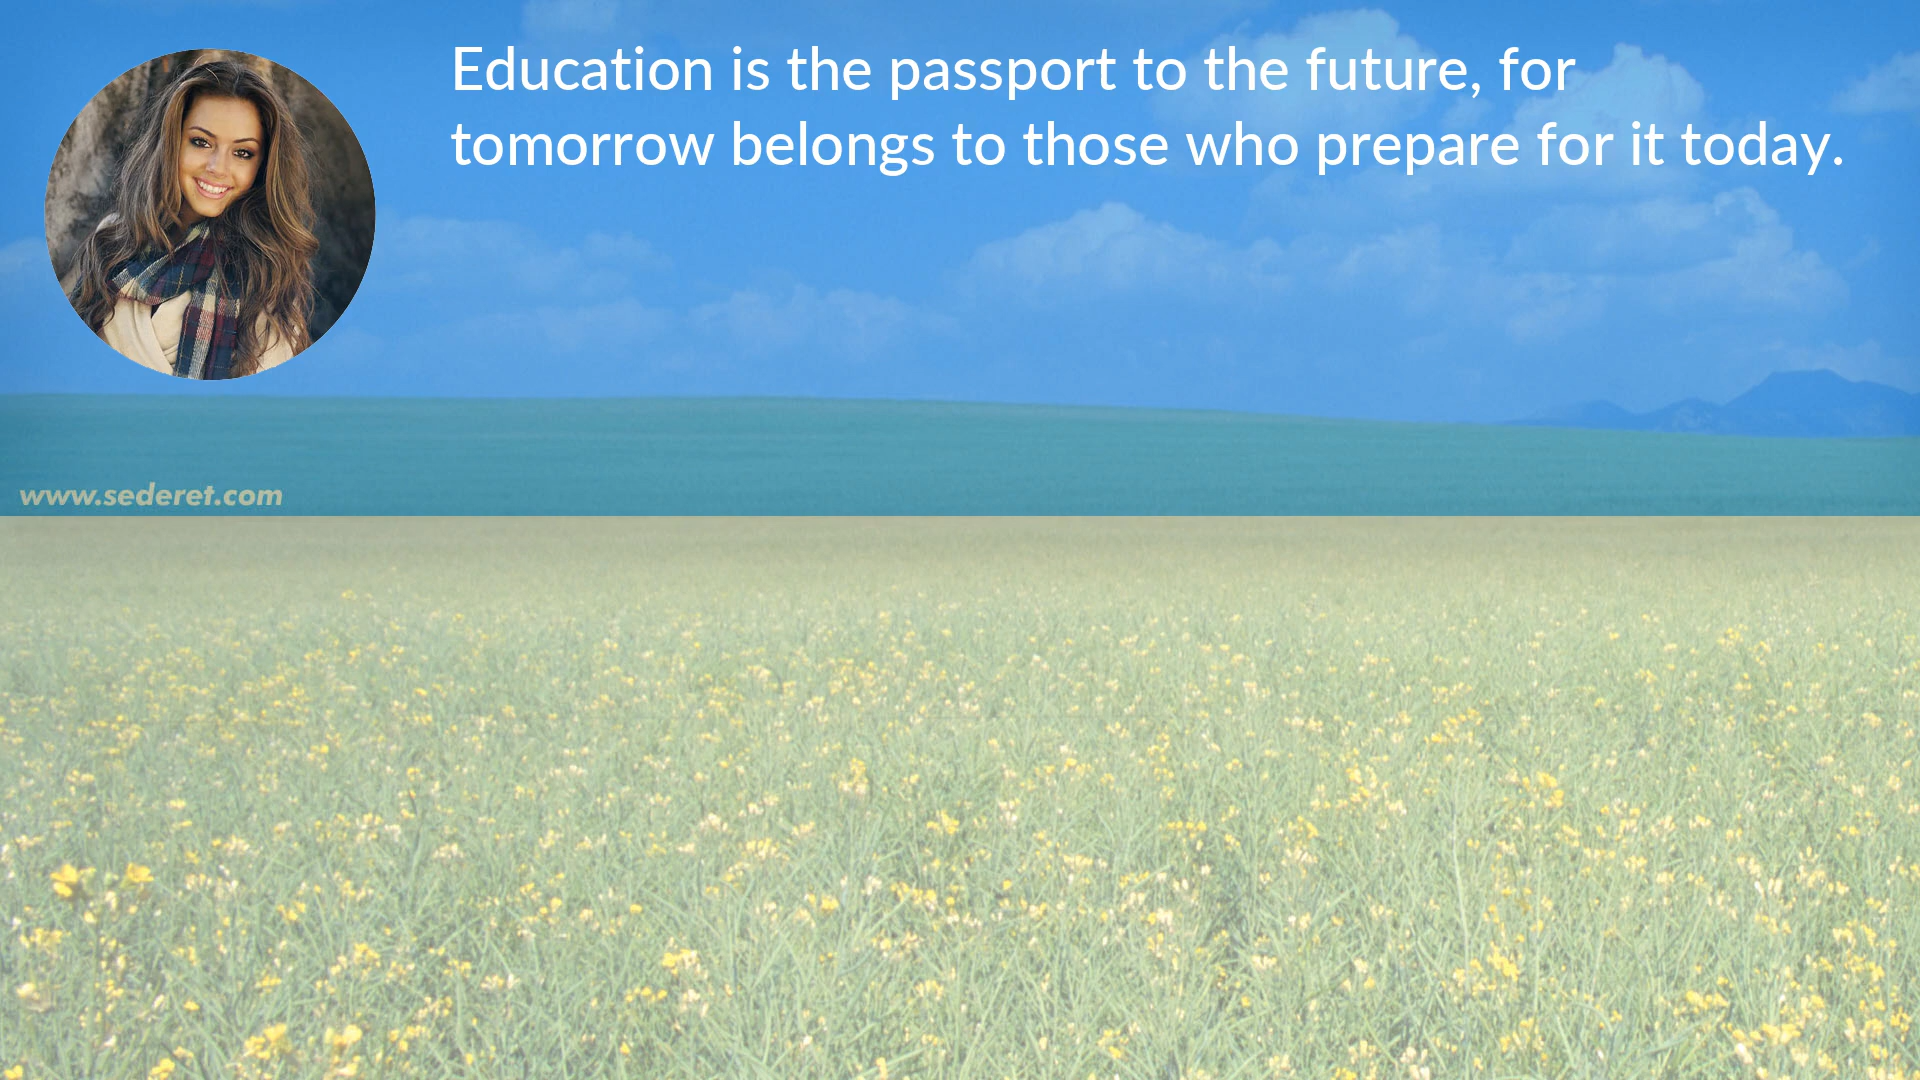 Education is the passport to the future, for
tomorrow belongs to those who prepare for it today.
www.sederet.com